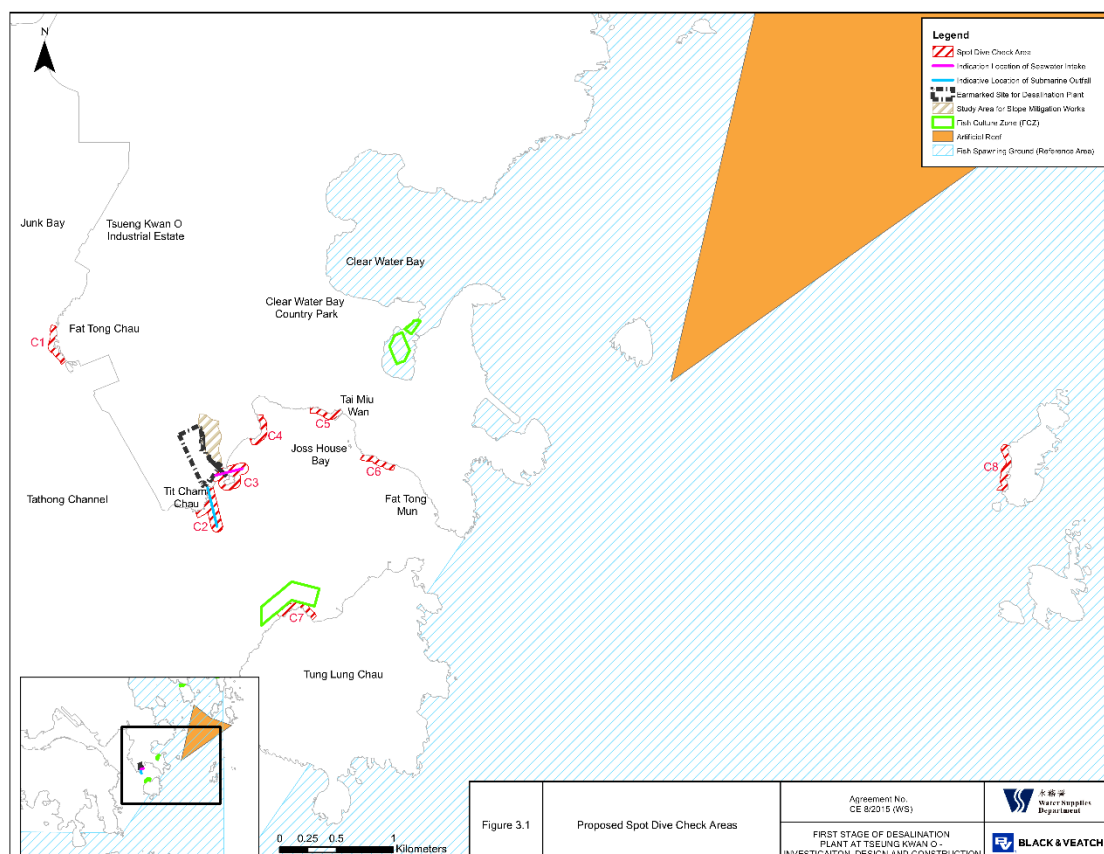 N
Legend
Spot Dive Check Area
Indication Location of Seawater Intake
Indicative Location of Submarine Outfall
Earmarked Site for Desalination Plant
Study Area for Slope Mitigation Works
Fish Culture Zone (FCZ)
Artificial Reef
Fish Spawning Ground (Reference Area)
Junk Bay
Tsueng Kwan O
Industrial Estate
Clear Water Bay
Clear Water Bay
Country Park
Fat Tong Chau
C1
Tai Miu
Wan
C5
C4
Joss House
Bay
C6
C3
C8
Tit Cham
Chau
Tathong Channel
Fat Tong
Mun
C2
C7
Tung Lung Chau
0 0.25 0.5 1
Kilometers
Figure 3.1
Proposed Spot Dive Check Areas
Agreement No.
CE 8/2015 (WS)
FIRST STAGE OF DESALINATION
PLANT AT TSEUNG KWAN O -
INVESTIGAITON, DESIGN AND CONSTRUCTION
水務署
Water Supplies
Department
BV
BLACK & VEATCH